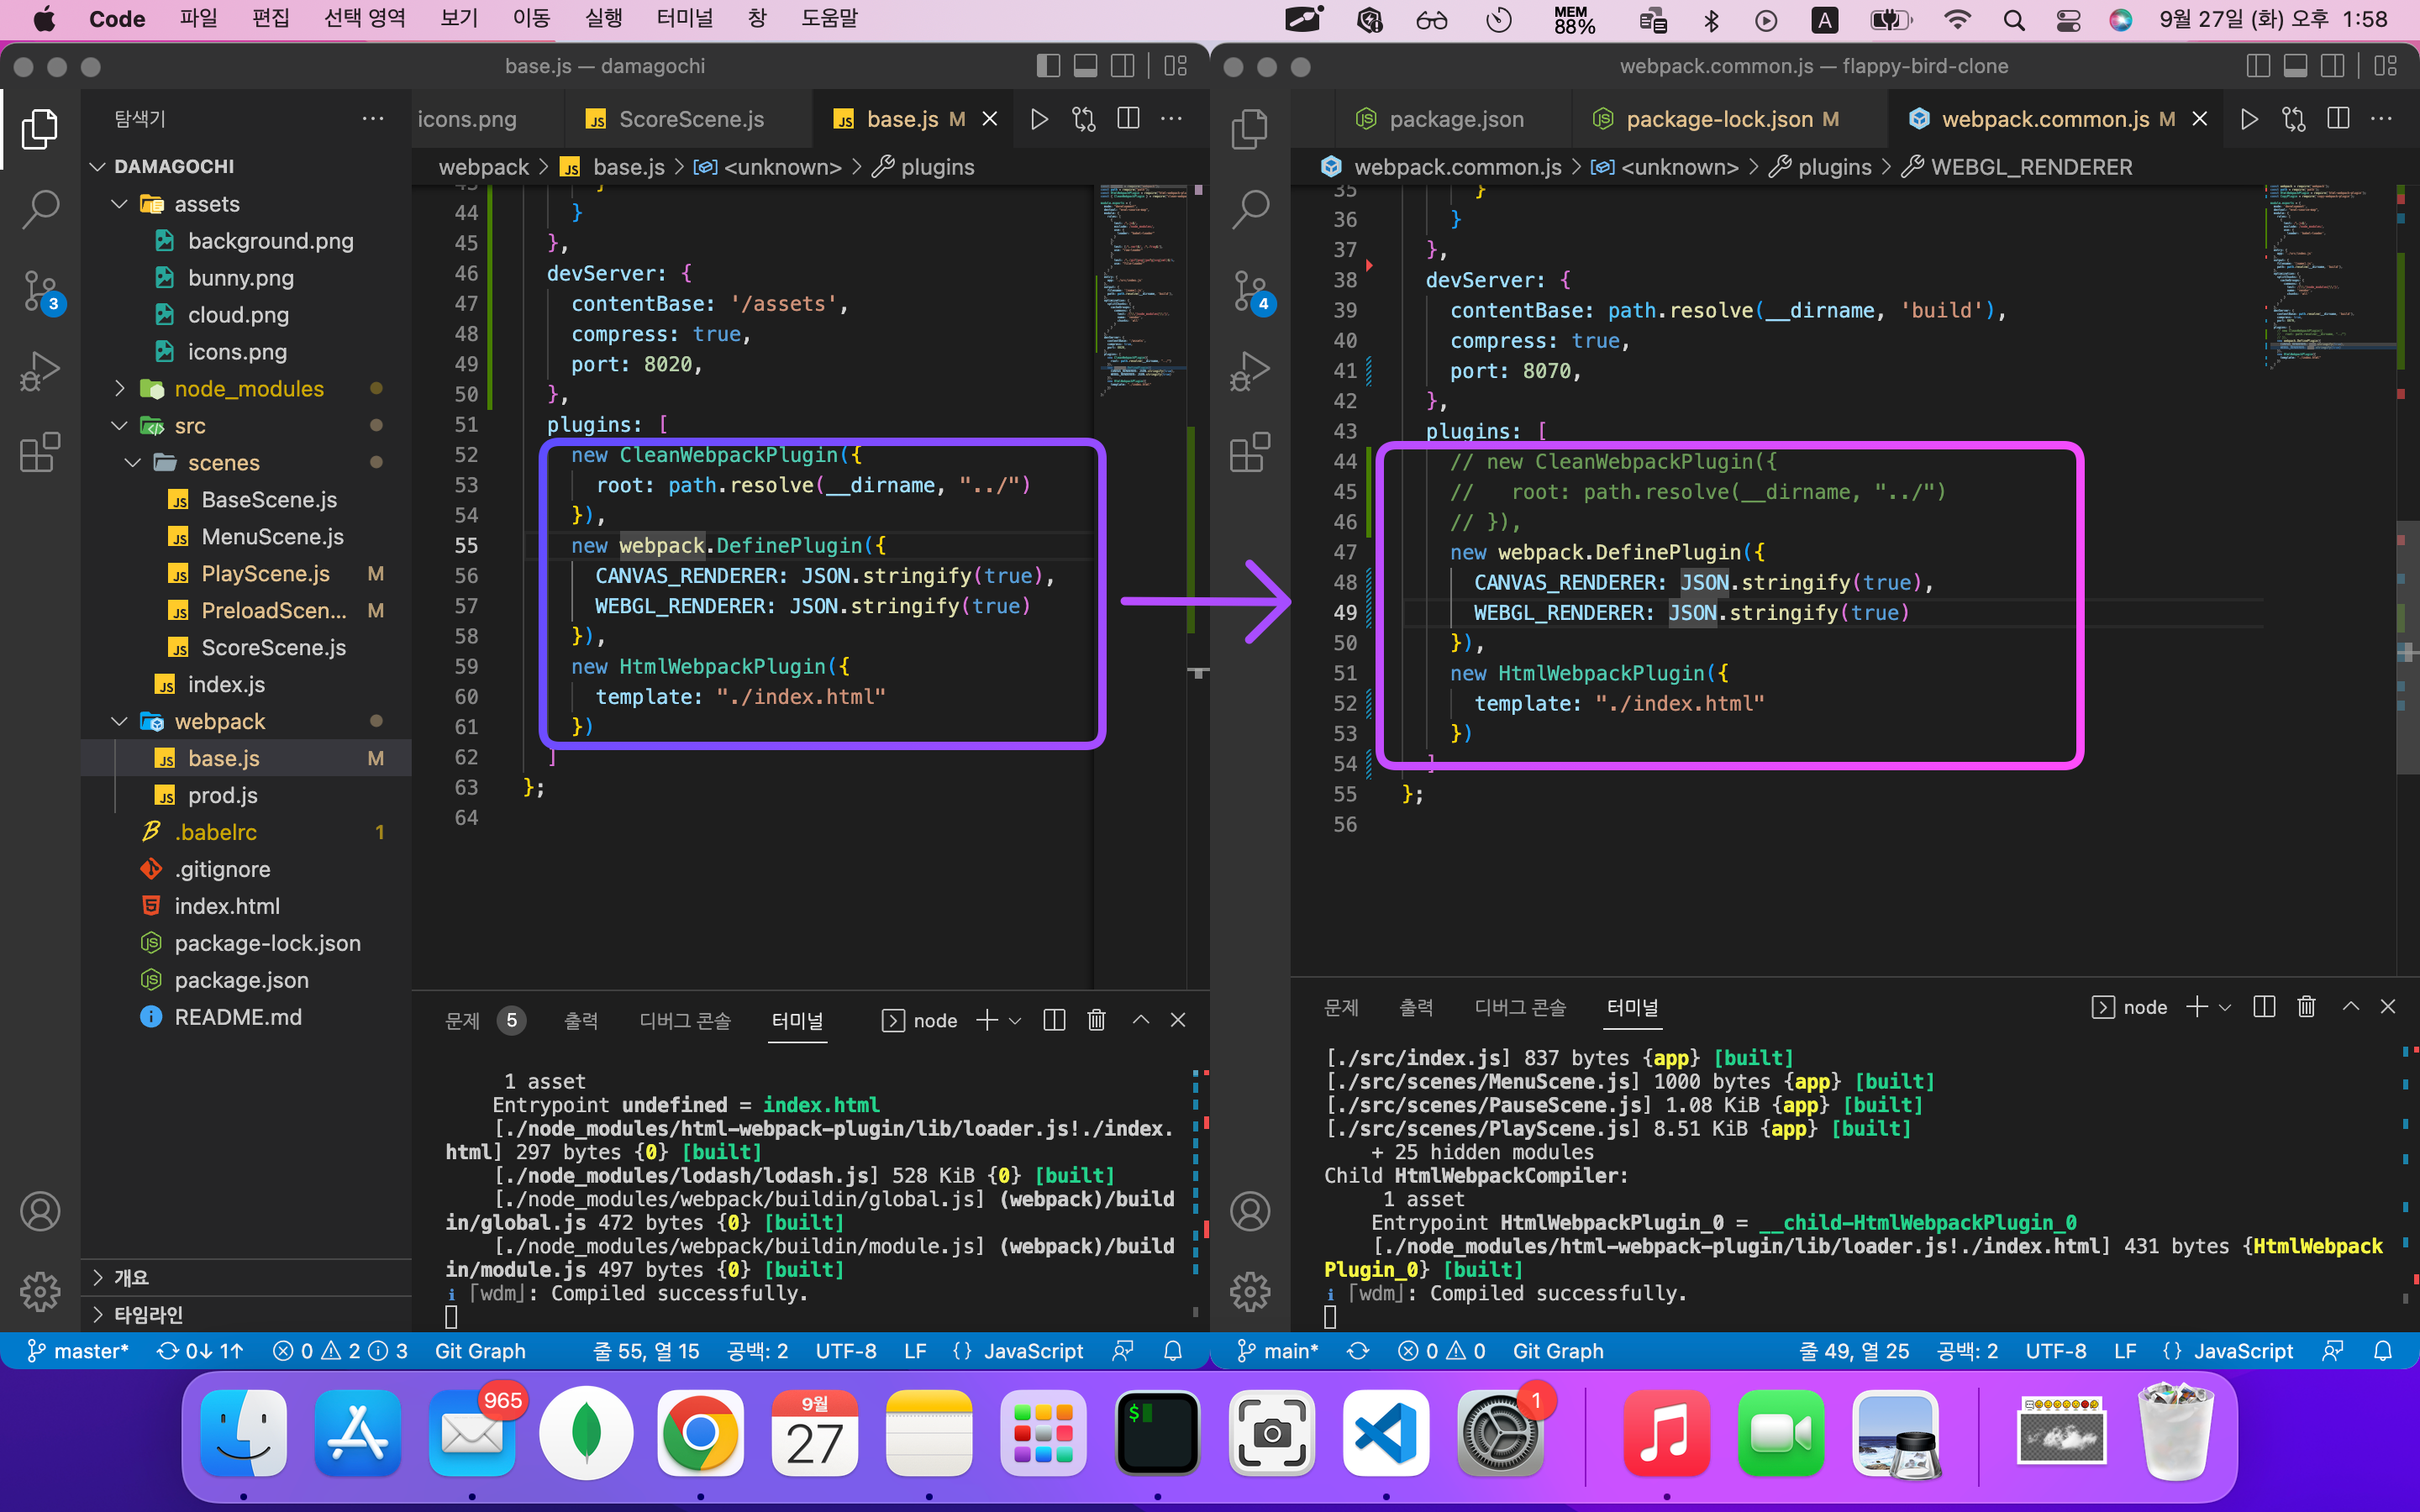 Code 파일 편집 선택 영역 보기 이동 실행 터미널 창 도움말 MEM 88% A 9월 27일 (화) 오후 1:58
base.js — damagochi
탐색기
DAMAGOCHI
assets
background.png
bunny.png
cloud.png
icons.png
node_modules
src
scenes
BaseScene.js
MenuScene.js
PlayScene.js M
PreloadScen... M
ScoreScene.js
index.js
webpack
base.js M
prod.js
.babelrc 1
.gitignore
index.html
package-lock.json
package.json
README.md
개요
타임라인
3
icons.png ScoreScene.js base.js M
webpack > base.js > <unknown> > plugins
43 }
44 }
45 },
46 devServer: {
47 contentBase: '/assets',
48 compress: true,
49 port: 8020,
50 },
51 plugins: [
52 new CleanWebpackPlugin({
53 root: path.resolve(__dirname, "../")
54 }),
55 new webpack.DefinePlugin({
56 CANVAS_RENDERER: JSON.stringify(true),
57 WEBGL_RENDERER: JSON.stringify(true)
58 }),
59 new HtmlWebpackPlugin({
60 template: "./index.html"
61 })
62 ]
63 };
64
문제 5 출력 디버그 콘솔 터미널 node
1 asset
Entrypoint undefined = index.html
[./node_modules/html-webpack-plugin/lib/loader.js!./index.
html] 297 bytes {0} [built]
[./node_modules/lodash/lodash.js] 528 KiB {0} [built]
[./node_modules/webpack/buildin/global.js] (webpack)/build
in/global.js 472 bytes {0} [built]
[./node_modules/webpack/buildin/module.js] (webpack)/build
in/module.js 497 bytes {0} [built]
i ｢wdm｣: Compiled successfully.
master* 0↓ 1↑ 0 2 3 Git Graph 줄 55, 열 15 공백: 2 UTF-8 LF {} JavaScript
webpack.common.js — flappy-bird-clone
4
package.json package-lock.json M webpack.common.js M
webpack.common.js > <unknown> > plugins > WEBGL_RENDERER
35 }
36 }
37 },
38 devServer: {
39 contentBase: path.resolve(__dirname, 'build'),
40 compress: true,
41 port: 8070,
42 },
43 plugins: [
44 // new CleanWebpackPlugin({
45 // root: path.resolve(__dirname, "../")
46 // }),
47 new webpack.DefinePlugin({
48 CANVAS_RENDERER: JSON.stringify(true),
49 WEBGL_RENDERER: JSON.stringify(true)
50 }),
51 new HtmlWebpackPlugin({
52 template: "./index.html"
53 })
54 ]
55 };
56
문제 출력 디버그 콘솔 터미널 node
[./src/index.js] 837 bytes {app} [built]
[./src/scenes/MenuScene.js] 1000 bytes {app} [built]
[./src/scenes/PauseScene.js] 1.08 KiB {app} [built]
[./src/scenes/PlayScene.js] 8.51 KiB {app} [built]
+ 25 hidden modules
Child HtmlWebpackCompiler:
1 asset
Entrypoint HtmlWebpackPlugin_0 = __child-HtmlWebpackPlugin_0
[./node_modules/html-webpack-plugin/lib/loader.js!./index.html] 431 bytes {HtmlWebpack
Plugin_0} [built]
i ｢wdm｣: Compiled successfully.
main* 0 0 Git Graph 줄 49, 열 25 공백: 2 UTF-8 LF {} JavaScript
965
9월
27
$
1